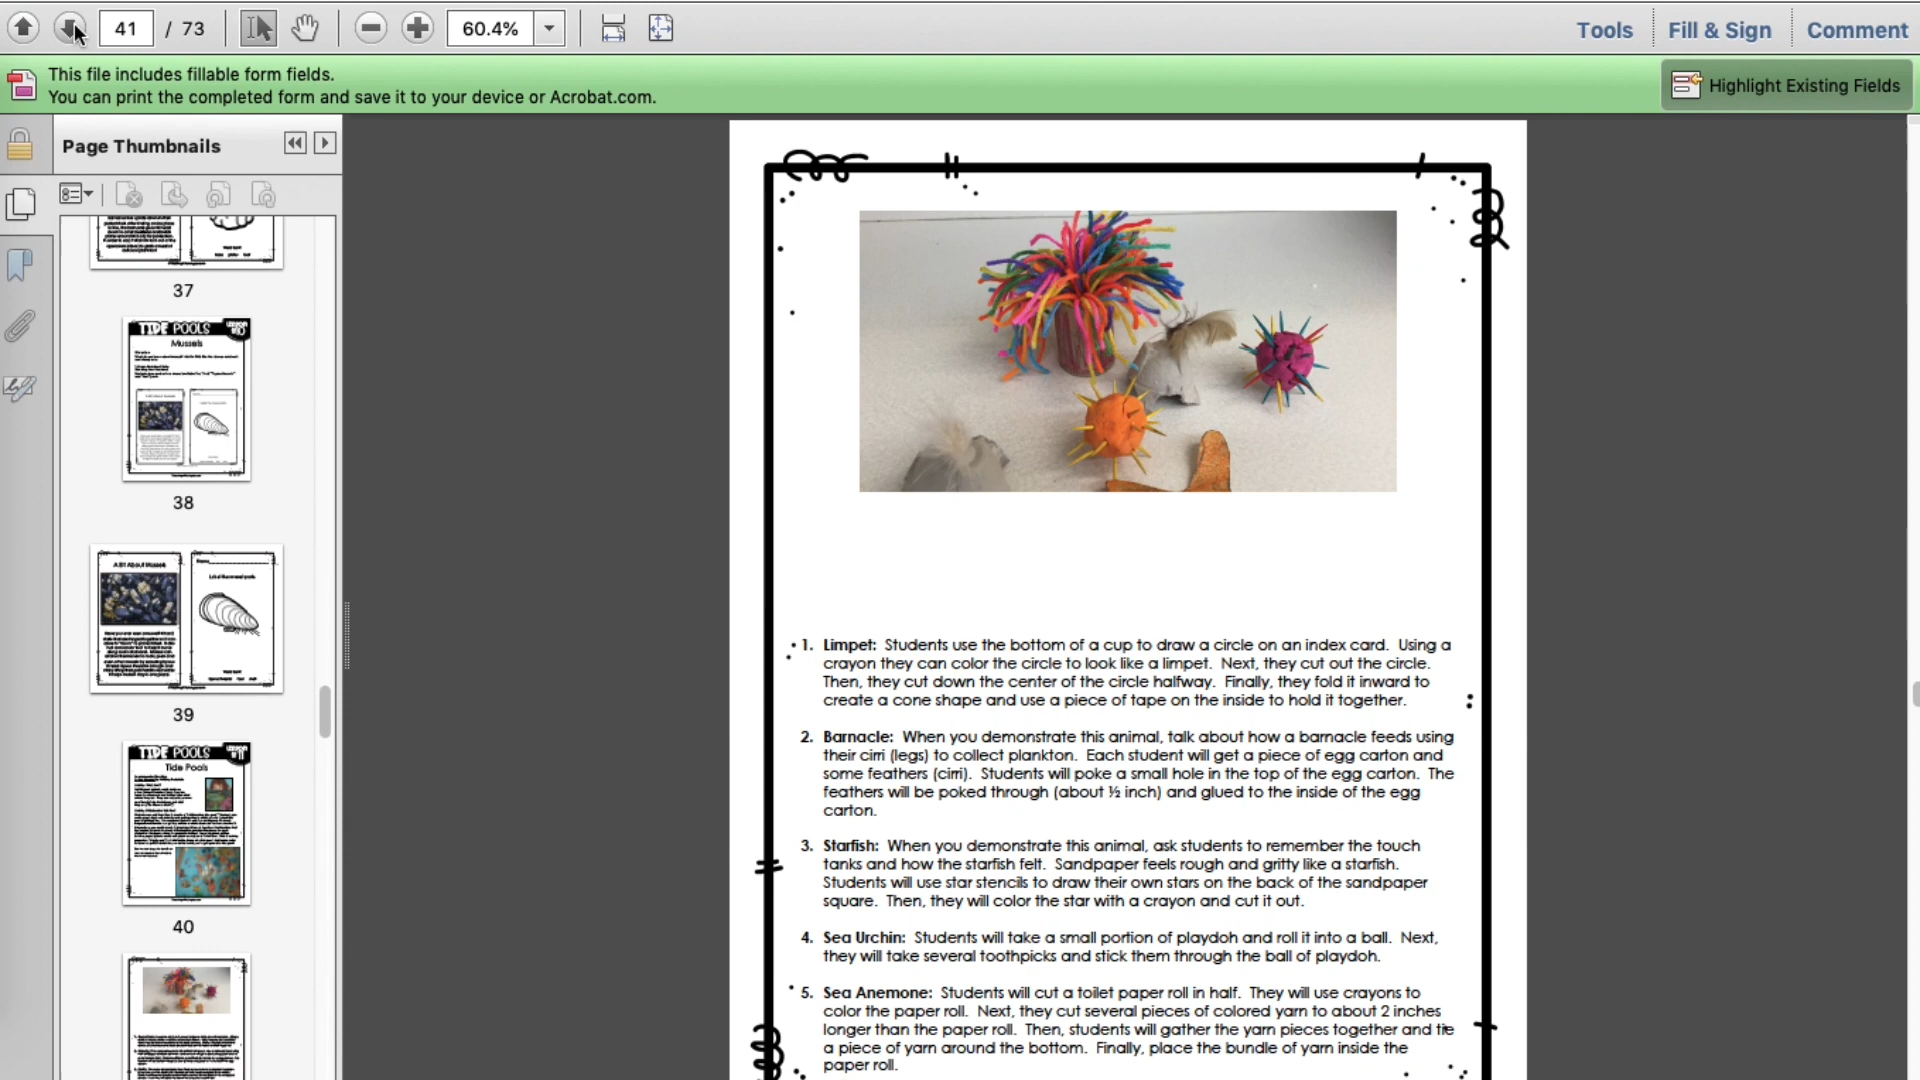 41 / 73
60.4%
Tools
Fill & Sign
Comment
This file includes fillable form fields.
You can print the completed form and save it to your device or Acrobat.com.
Highlight Existing Fields
Page Thumbnails
37
TIDE POOLS
Mussels
38
A Bit About Mussels
39
TIDE POOLS
Tide Pools
40
1. Limpet: Students use the bottom of a cup to draw a circle on an index card. Using a
crayon they can color the circle to look like a limpet. Next, they cut out the circle.
Then, they cut down the center of the circle halfway. Finally, they fold it inward to
create a cone shape and use a piece of tape on the inside to hold it together.
2. Barnacle: When you demonstrate this animal, talk about how a barnacle feeds using
their cirri (legs) to collect plankton. Each student will get a piece of egg carton and
some feathers (cirri). Students will poke a small hole in the top of the egg carton. The
feathers will be poked through (about ½ inch) and glued to the inside of the egg
carton.
3. Starfish: When you demonstrate this animal, ask students to remember the touch
tanks and how the starfish felt. Sandpaper feels rough and gritty like a starfish.
Students will use star stencils to draw their own stars on the back of the sandpaper
square. Then, they will color the star with a crayon and cut it out.
4. Sea Urchin: Students will take a small portion of playdoh and roll it into a ball. Next,
they will take several toothpicks and stick them through the ball of playdoh.
5. Sea Anemone: Students will cut a toilet paper roll in half. They will use crayons to
color the paper roll. Next, they cut several pieces of colored yarn to about 2 inches
longer than the paper roll. Then, students will gather the yarn pieces together and tie
a piece of yarn around the bottom. Finally, place the bundle of yarn inside the
paper roll.